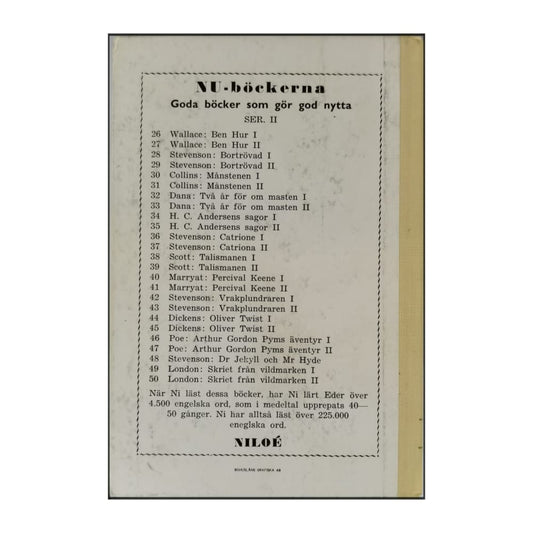 NU-böckerna
Goda böcker som gör god nytta
SER. II
26 Wallace: Ben Hur I
27 Wallace: Ben Hur II
28 Stevenson: Bortrövad I
29 Stevenson: Bortrövad II
30 Collins: Månstenen I
31 Collins: Månstenen II
32 Dana: Två år för om masten I
33 Dana: Två år för om masten II
34 H. C. Andersens sagor I
35 H. C. Andersens sagor II
36 Stevenson: Catrione I
37 Stevenson: Catriona II
38 Scott: Talismanen I
39 Scott: Talismanen II
40 Marryat: Percival Keene I
41 Marryat: Percival Keene II
42 Stevenson: Vrakplundraren I
43 Stevenson: Vrakplundraren II
44 Dickens: Oliver Twist I
45 Dickens: Oliver Twist II
46 Poe: Arthur Gordon Pyms äventyr I
47 Poe: Arthur Gordon Pyms äventyr II
48 Stevenson: Dr Jekyll och Mr Hyde
49 London: Skriet från vildmarken I
50 London: Skriet från vildmarken II
När Ni läst dessa böcker, har Ni lärt Eder över
4.500 engelska ord, som i medeltal upprepats 40—
50 gånger. Ni har alltså läst över 225.000
eneglska ord.
NILOÉ